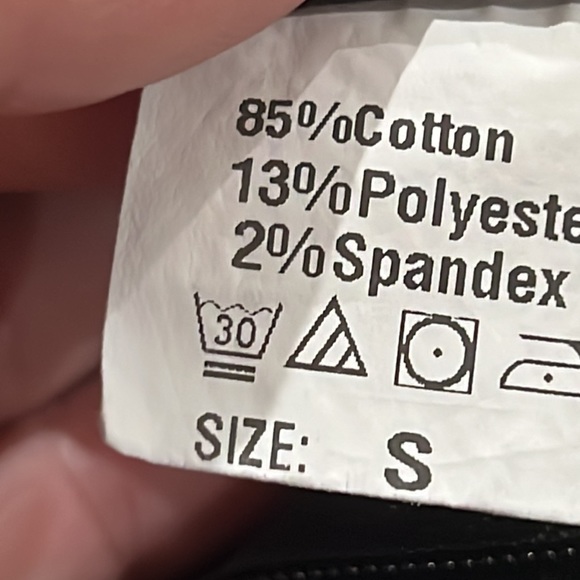 85%Cotton
13%Polyeste
2%Spandex
30
SIZE: S